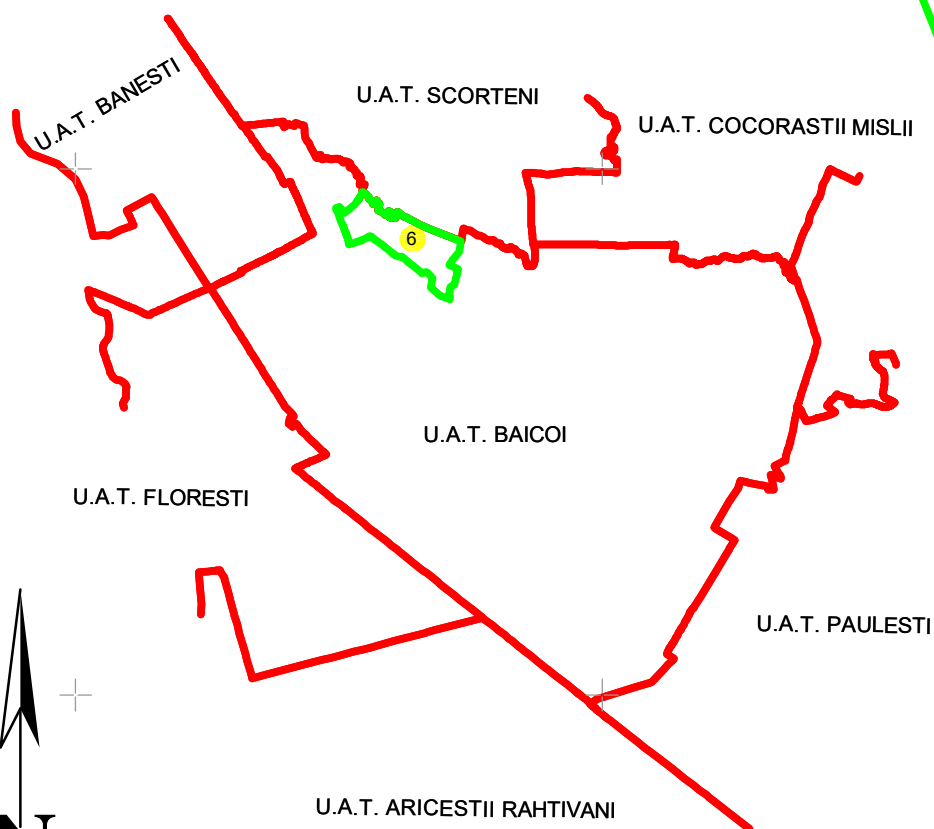 U.A.T. BANESTI
U.A.T. SCORTENI
U.A.T. COCORASTII MISLII
6
U.A.T. BAICOI
U.A.T. FLORESTI
U.A.T. PAULESTI
U.A.T. ARICESTII RAHTIVANI
N